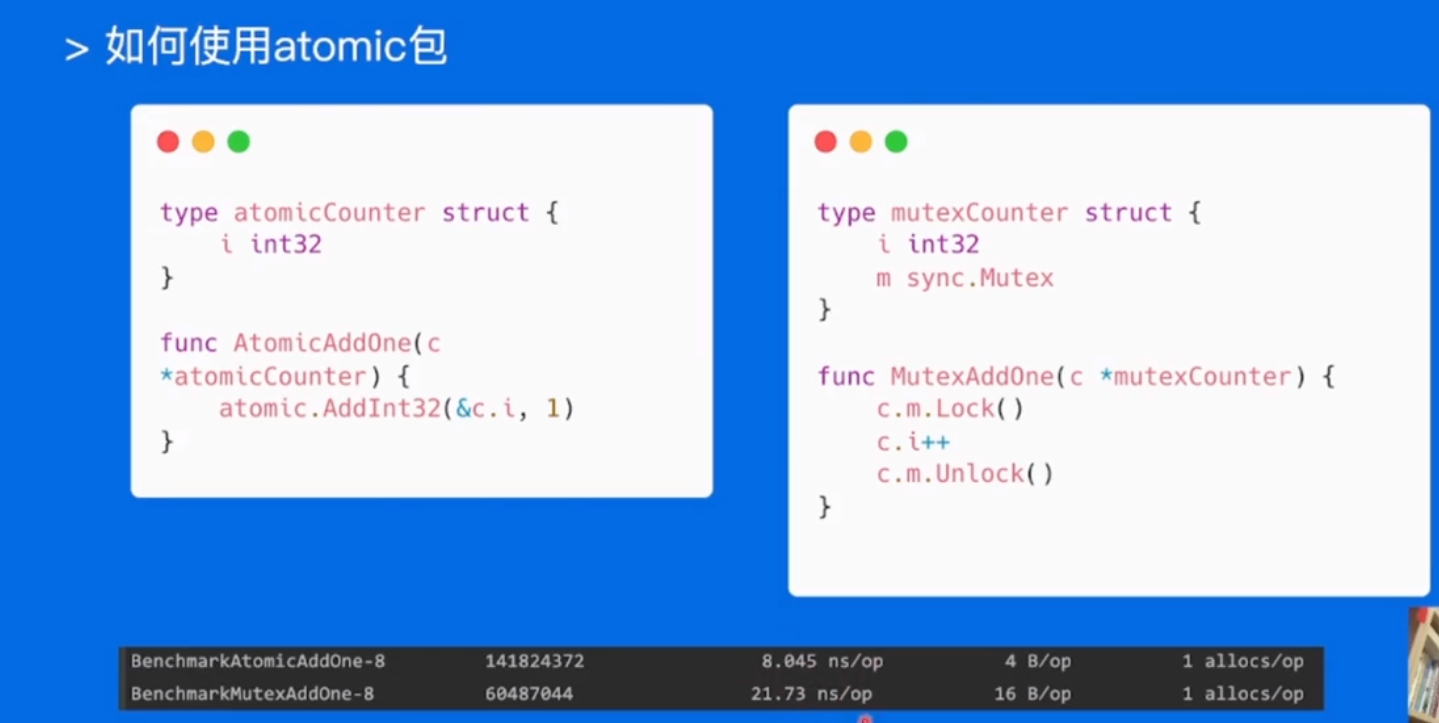 > 如何使用atomic包
type atomicCounter struct {
    i int32
}
func AtomicAddOne(c
*atomicCounter) {
    atomic.AddInt32(&c.i, 1)
}
type mutexCounter struct {
    i int32
    m sync.Mutex
}
func MutexAddOne(c *mutexCounter) {
    c.m.Lock()
    c.i++
    c.m.Unlock()
}
BenchmarkAtomicAddOne-8 141824372 8.045 ns/op 4 B/op 1 allocs/op
BenchmarkMutexAddOne-8 60487044 21.73 ns/op 16 B/op 1 allocs/op